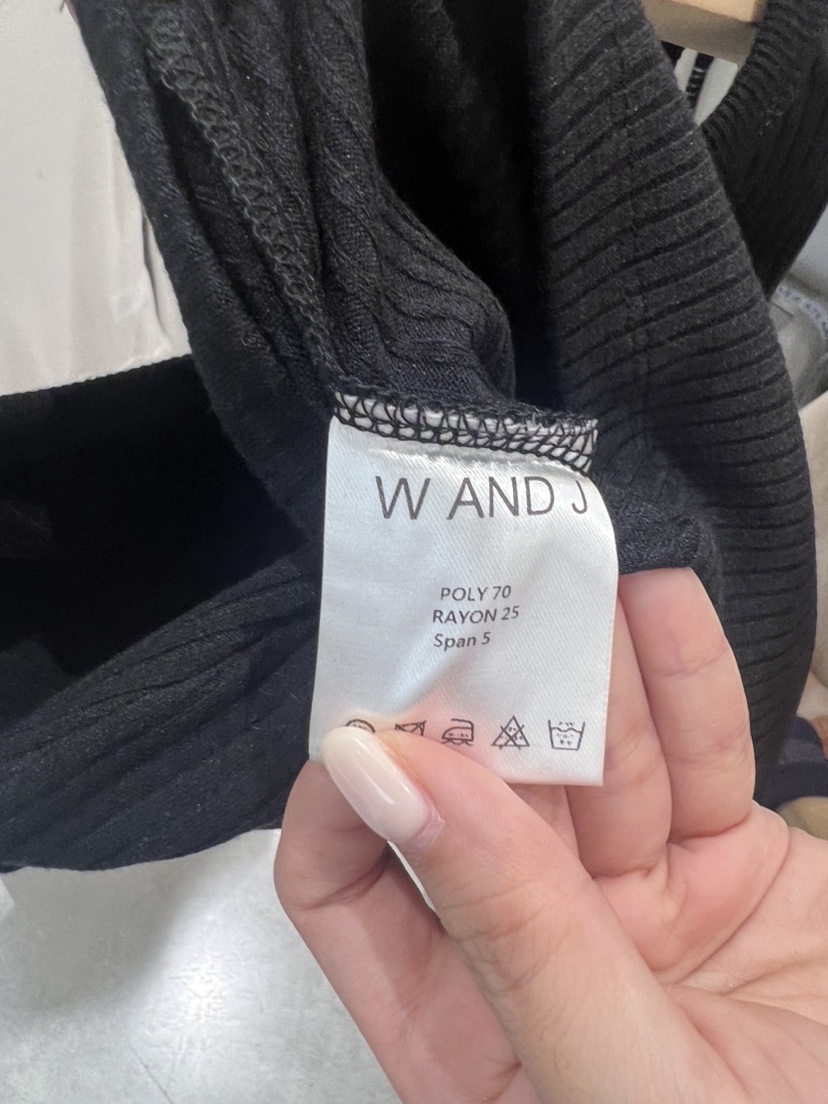 W AND J
POLY 70
RAYON 25
Span 5